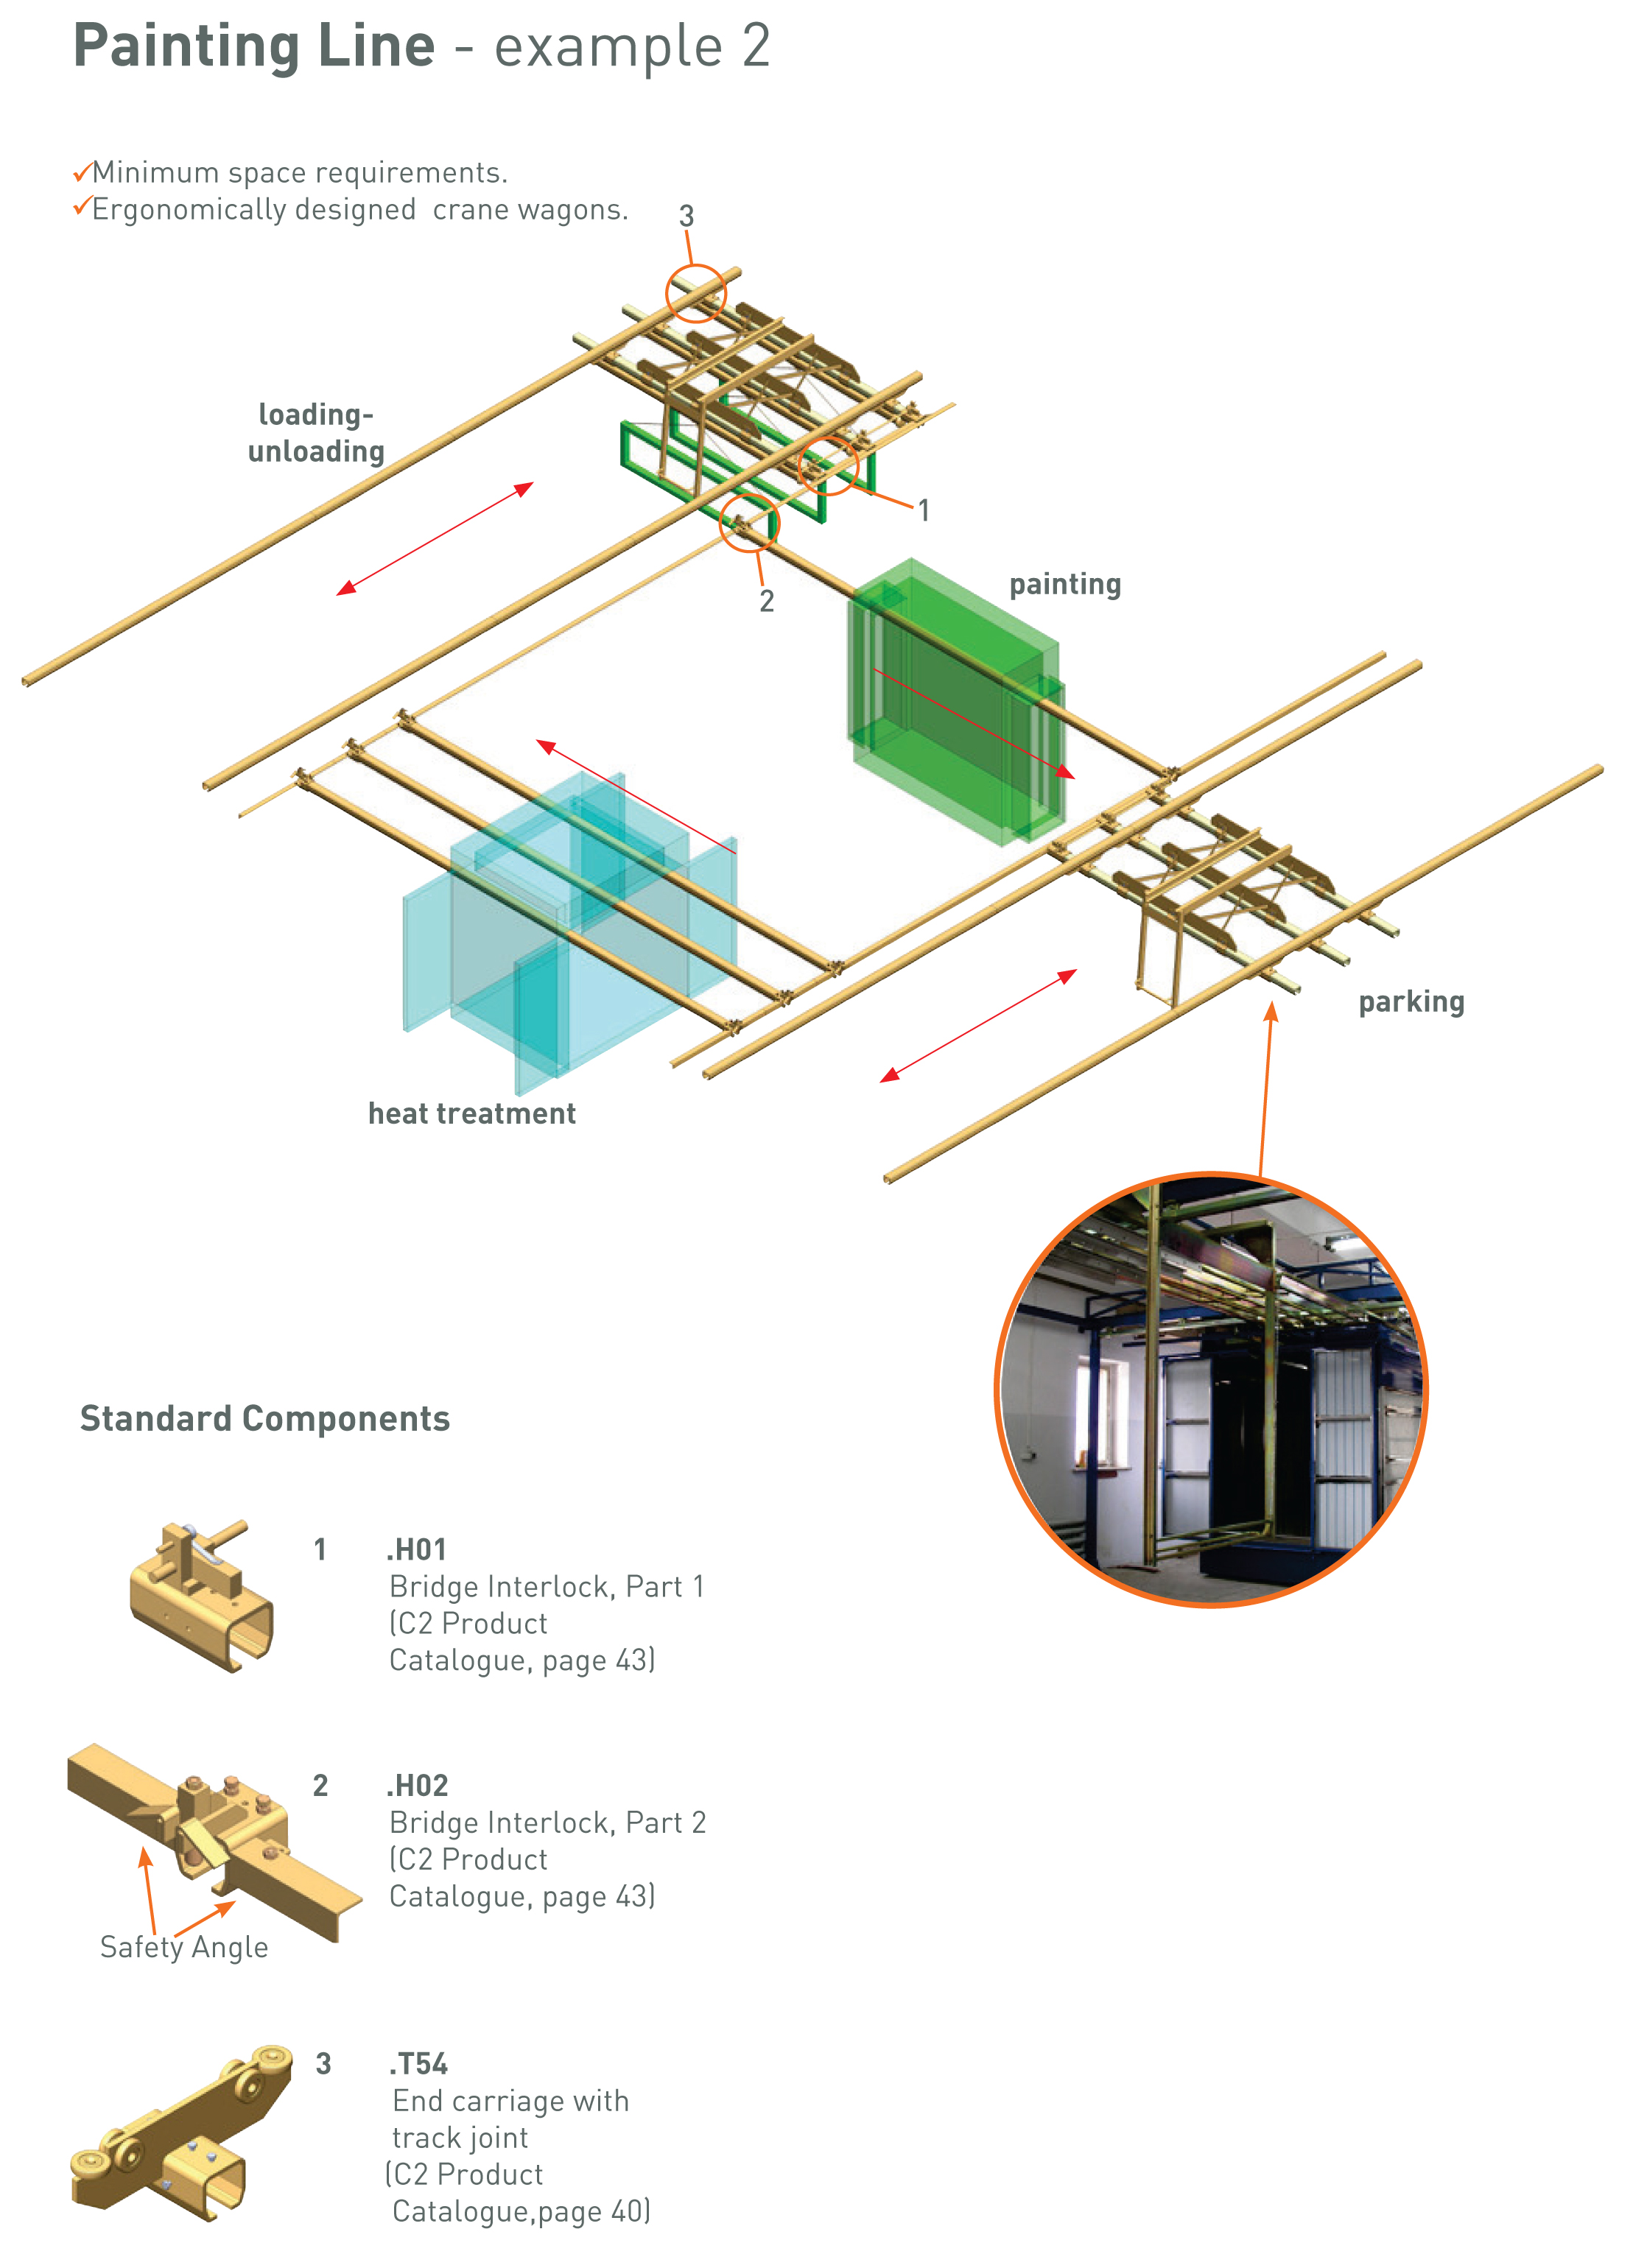 Painting Line - example 2
✓Minimum space requirements.
✓Ergonomically designed crane wagons.
3
loading-
unloading
1
2
painting
parking
heat treatment
Standard Components
1 .H01
Bridge Interlock, Part 1
(C2 Product
Catalogue, page 43)
2 .H02
Bridge Interlock, Part 2
(C2 Product
Catalogue, page 43)
Safety Angle
3 .T54
End carriage with
track joint
(C2 Product
Catalogue,page 40)